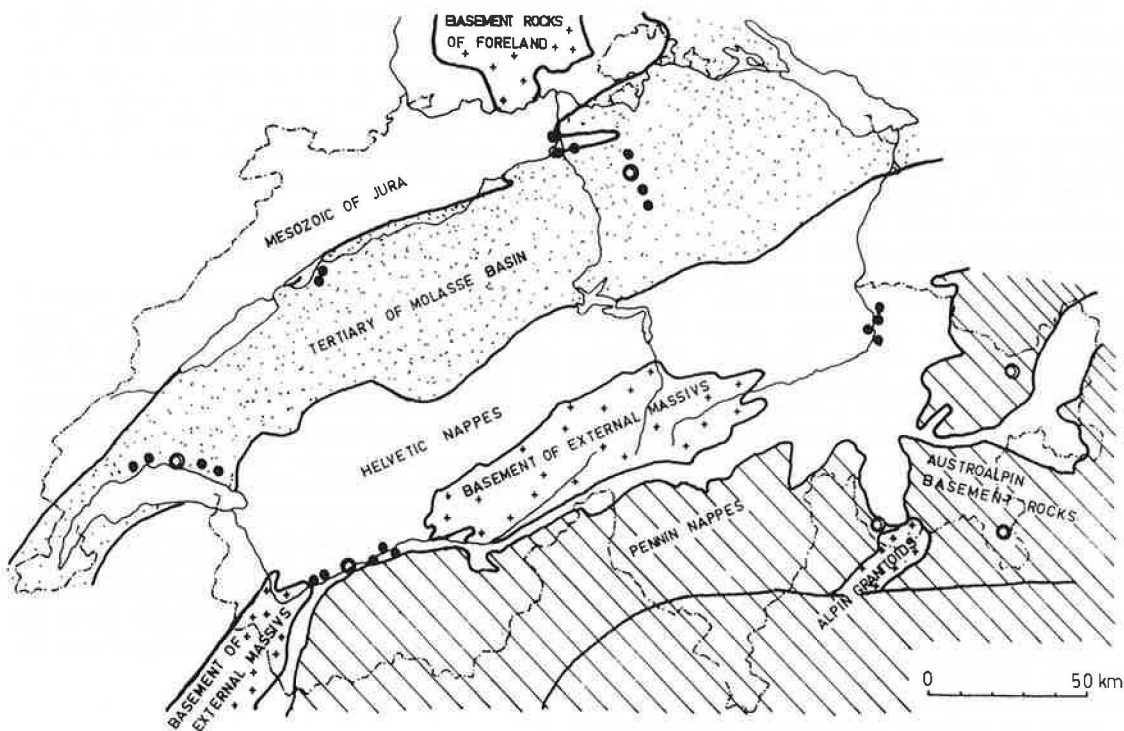 BASEMENT ROCKS
OF FORELAND
MESOZOIC OF JURA
TERTIARY OF MOLASSE BASIN
HELVETIC NAPPES
BASEMENT OF EXTERNAL MASSIVS
AUSTROALPIN
BASEMENT ROCKS
PENNIN NAPPES
ALPIN GRANITOIDS
BASEMENT OF
EXTERNAL MASSIVS
0 50 km